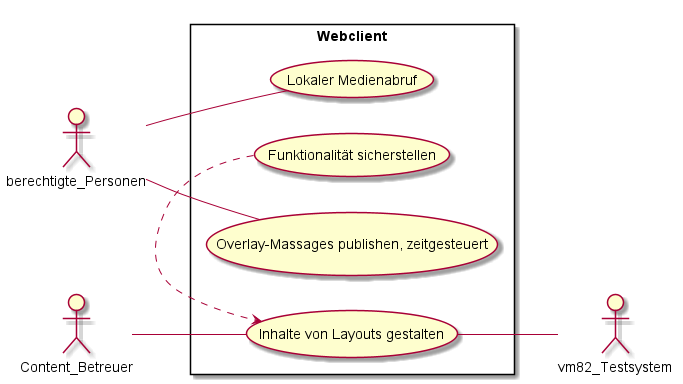 Webclient
Lokaler Medienabruf
berechtigte_Personen
Funktionalität sicherstellen
Overlay-Massages publishen, zeitgesteuert
Inhalte von Layouts gestalten
Content_Betreuer
vm82_Testsystem